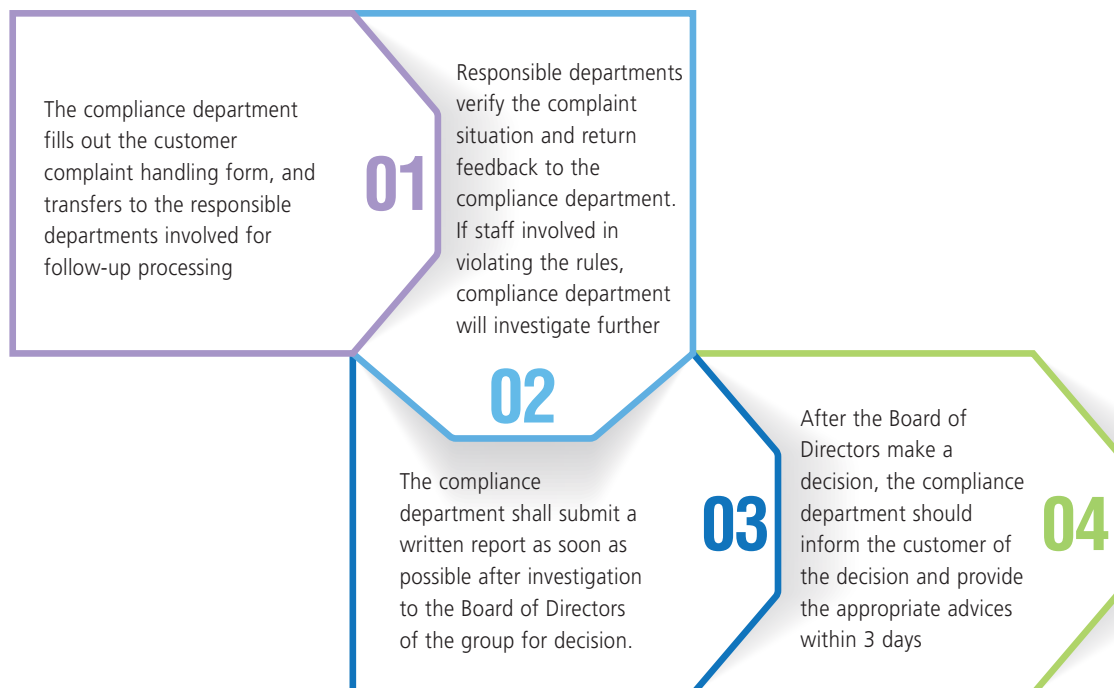 The compliance department
fills out the customer
complaint handling form, and
transfers to the responsible
departments involved for
follow-up processing
01
Responsible departments
verify the complaint
situation and return
feedback to the
compliance department.
If staff involved in
violating the rules,
compliance department
will investigate further
02
The compliance
department shall submit a
written report as soon as
possible after investigation
to the Board of Directors
of the group for decision.
03
After the Board of
Directors make a
decision, the compliance
department should
inform the customer of
the decision and provide
the appropriate advices
within 3 days
04